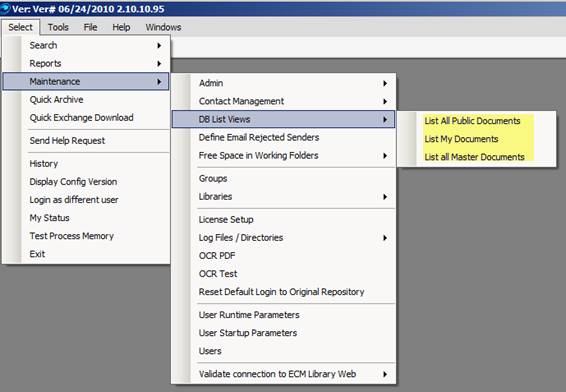 Ver: Ver# 06/24/2010 2.10.10.95
Select Tools File Help Windows
Search
Reports
Maintenance
Quick Archive
Quick Exchange Download
Send Help Request
History
Display Config Version
Login as different user
My Status
Test Process Memory
Exit
Admin
Contact Management
DB List Views
Define Email Rejected Senders
Free Space in Working Folders
Groups
Libraries
License Setup
Log Files / Directories
OCR PDF
OCR Test
Reset Default Login to Original Repository
User Runtime Parameters
User Startup Parameters
Users
Validate connection to ECM Library Web
List All Public Documents
List My Documents
List all Master Documents